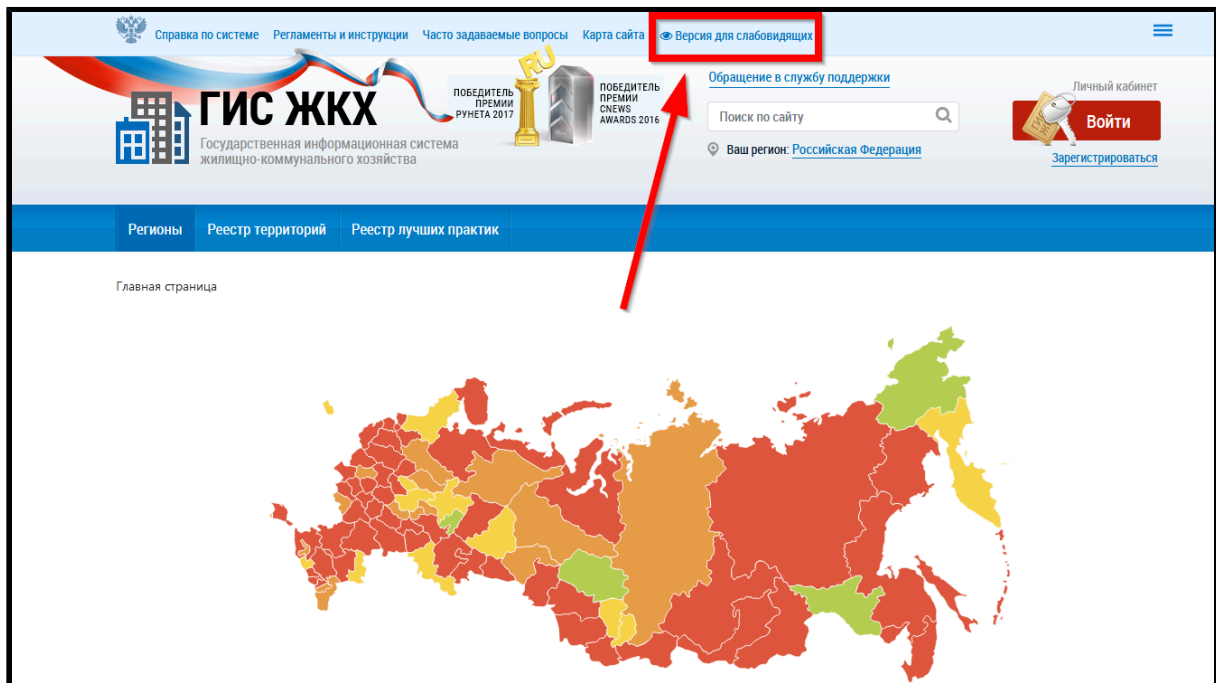 Справка по системе Регламенты и инструкции Часто задаваемые вопросы Карта сайта Версия для слабовидящих
ГИС ЖКХ
Государственная информационная система
жилищно-коммунального хозяйства
ПОБЕДИТЕЛЬ
ПРЕМИИ
РУНЕТА 2017
RU
ПОБЕДИТЕЛЬ
ПРЕМИИ
CNEWS
AWARDS 2016
Обращение в службу поддержки
Поиск по сайту
Ваш регион: Российская Федерация
Личный кабинет
Войти
Зарегистрироваться
Регионы Реестр территорий Реестр лучших практик
Главная страница